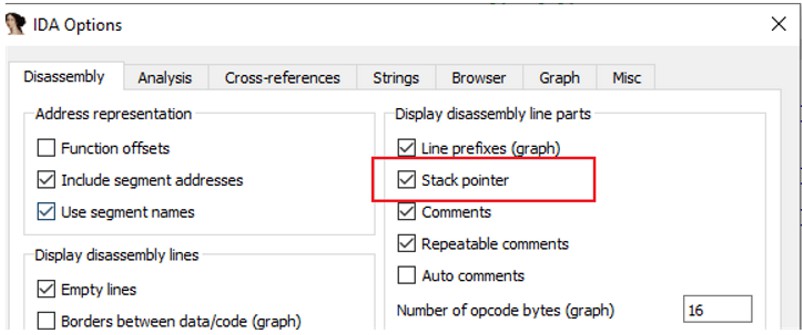 IDA Options
Disassembly Analysis Cross-references Strings Browser Graph Misc
Address representation
Function offsets
Include segment addresses
Use segment names
Display disassembly lines
Empty lines
Borders between data/code (graph)
Display disassembly line parts
Line prefixes (graph)
Stack pointer
Comments
Repeatable comments
Auto comments
Number of opcode bytes (graph) 16